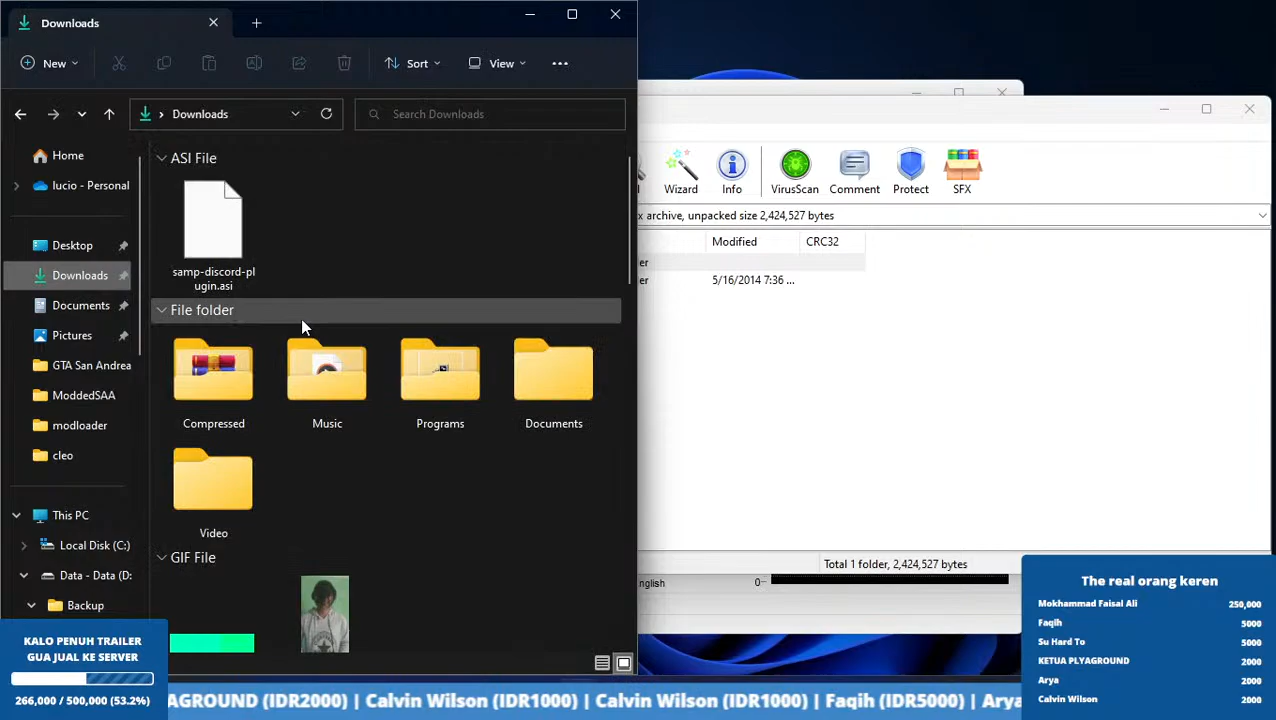 Downloads
New
Sort
View
Downloads
Search Downloads
Home
lucio - Personal
Desktop
Downloads
Documents
Pictures
GTA San Andrea
ModdedSAA
modloader
cleo
This PC
Local Disk (C:)
Data - Data (D:
Backup
ASI File
samp-discord-pl
ugin.asi
File folder
Compressed
Music
Programs
Documents
Video
GIF File
Wizard
Info
VirusScan
Comment
Protect
SFX
x archive, unpacked size 2,424,527 bytes
Modified
CRC32
er
er
5/16/2014 7:36 ...
Total 1 folder, 2,424,527 bytes
nglish
0
KALO PENUH TRAILER
GUA JUAL KE SERVER
266,000 / 500,000 (53.2%)
The real orang keren
Mokhammad Faisal Ali 250,000
Faqih 5000
Su Hard To 5000
KETUA PLYAGROUND 2000
Arya 2000
Calvin Wilson 2000
AGROUND (IDR2000) | Calvin Wilson (IDR1000) | Calvin Wilson (IDR1000) | Faqih (IDR5000) | Arya